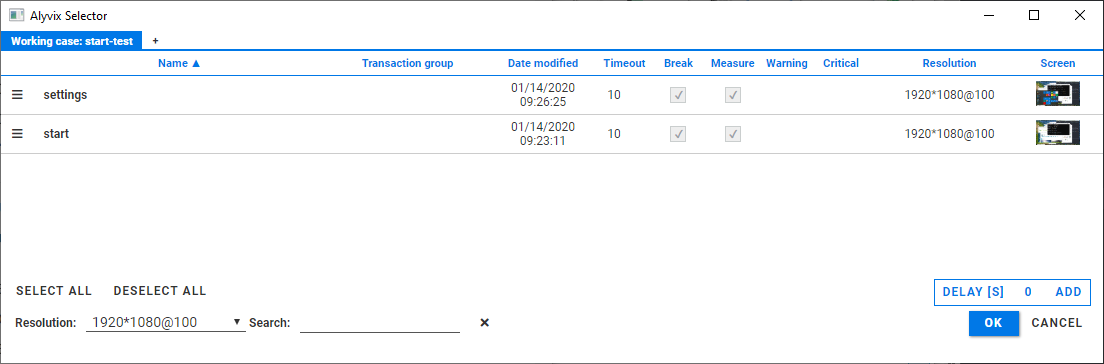 Alyvix Selector
Working case: start-test +
Name ▲ Transaction group Date modified Timeout Break Measure Warning Critical Resolution Screen
settings 01/14/2020 09:26:25 10 1920*1080@100
start 01/14/2020 09:23:11 10 1920*1080@100
SELECT ALL DESELECT ALL DELAY [S] 0 ADD
Resolution: 1920*1080@100 ▼ Search: × OK CANCEL